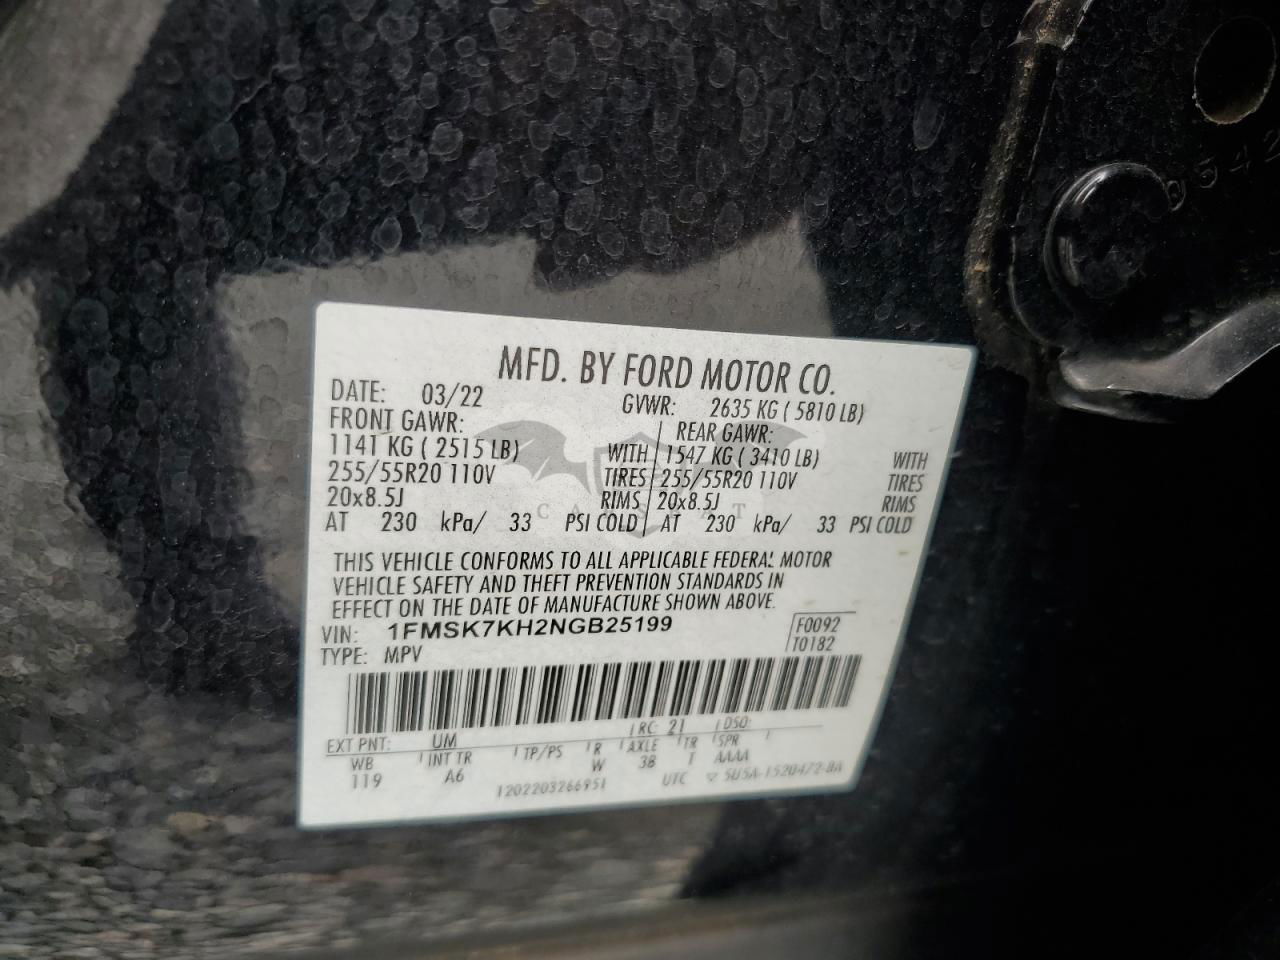 MFD. BY FORD MOTOR CO.
DATE: 03/22 GVWR: 2635 KG ( 5810 LB)
FRONT GAWR: REAR GAWR:
1141 KG ( 2515 LB) WITH 1547 KG ( 3410 LB) WITH
255/55R20 110V TIRES 255/55R20 110V TIRES
20x8.5J RIMS 20x8.5J RIMS
AT 230 kPa/ 33 PSI COLD AT 230 kPa/ 33 PSI COLD
THIS VEHICLE CONFORMS TO ALL APPLICABLE FEDERAL MOTOR
VEHICLE SAFETY AND THEFT PREVENTION STANDARDS IN
EFFECT ON THE DATE OF MANUFACTURE SHOWN ABOVE.
VIN: 1FMSK7KH2NGB25199 F0092
TYPE: MPV T0182
EXT PNT: UM RC: 21 DSO:
WB INT TR TP/PS R AXLE TR SPR
119 A6 W 38 T AAAA
1202203266951 UTC 5U5A-1520472-BA